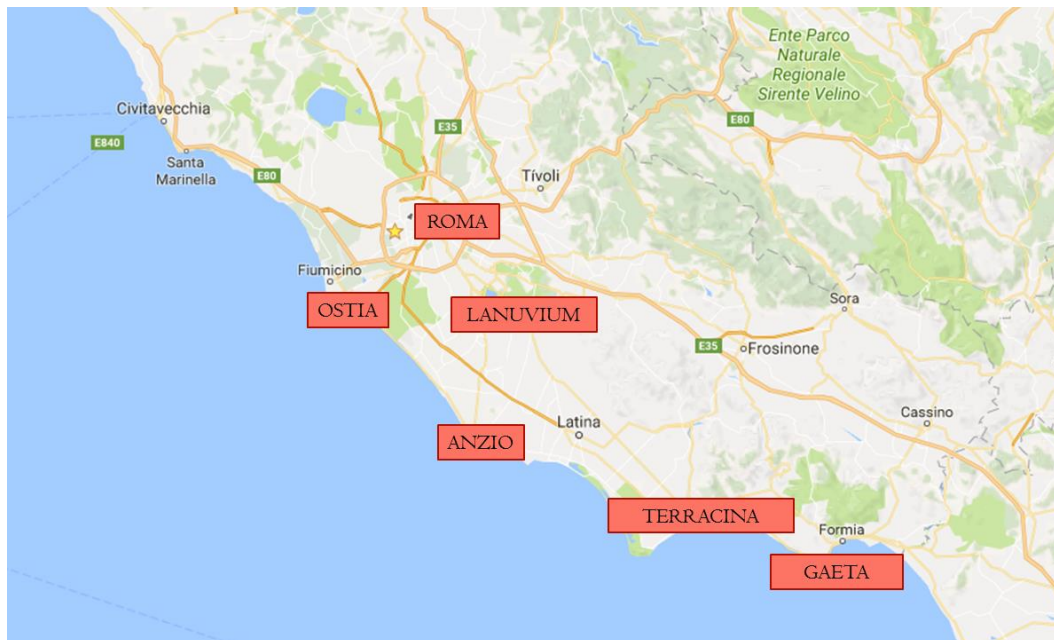 Ente Parco
Naturale
Regionale
Sirente Velino
Civitavecchia
E840
Santa
Marinella
E35
E80
E80
Tívoli
ROMA
Fiumicino
OSTIA
LANUVIUM
Sora
E35
Frosinone
Cassino
Latina
ANZIO
TERRACINA
Formia
GAETA